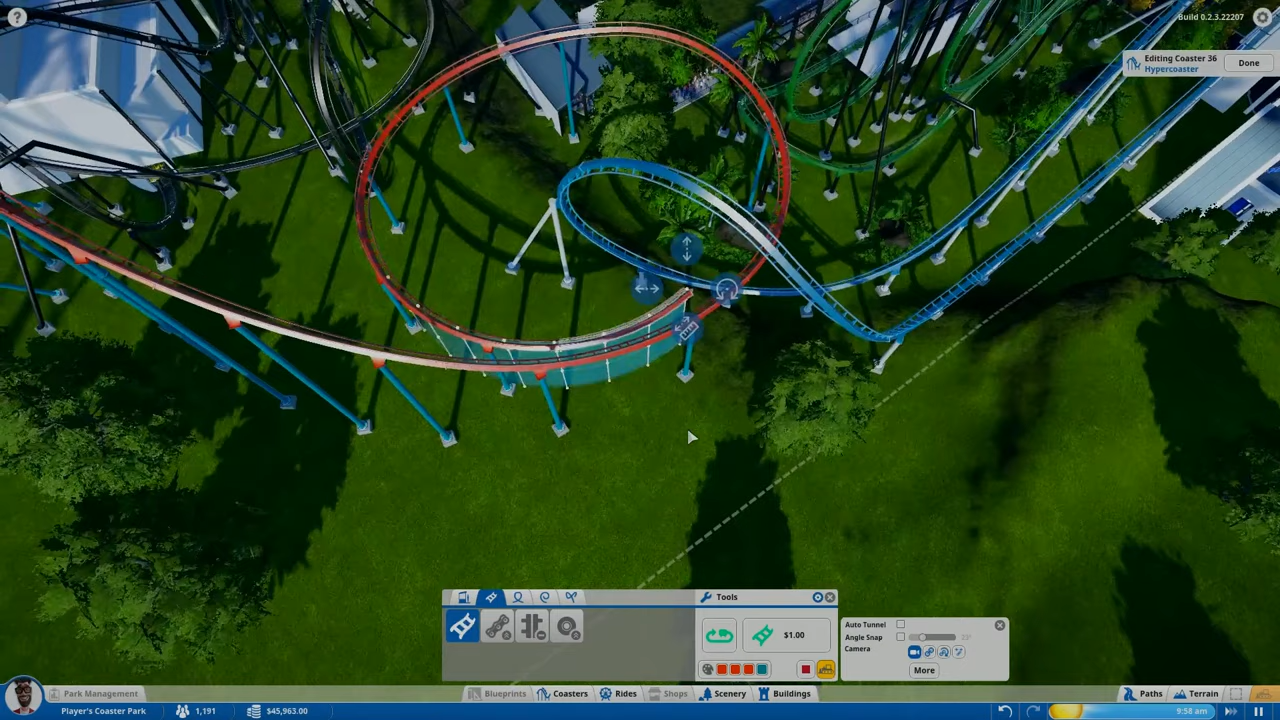 Build 0.2.3.22207
Editing Coaster 36
Hypercoaster
Done
Tools
$1.00
Auto Tunnel
Angle Snap
Camera
More
Park Management
Blueprints
Coasters
Rides
Shops
Scenery
Buildings
Paths
Terrain
Player's Coaster Park
1,191
$45,963.00
9:58 am